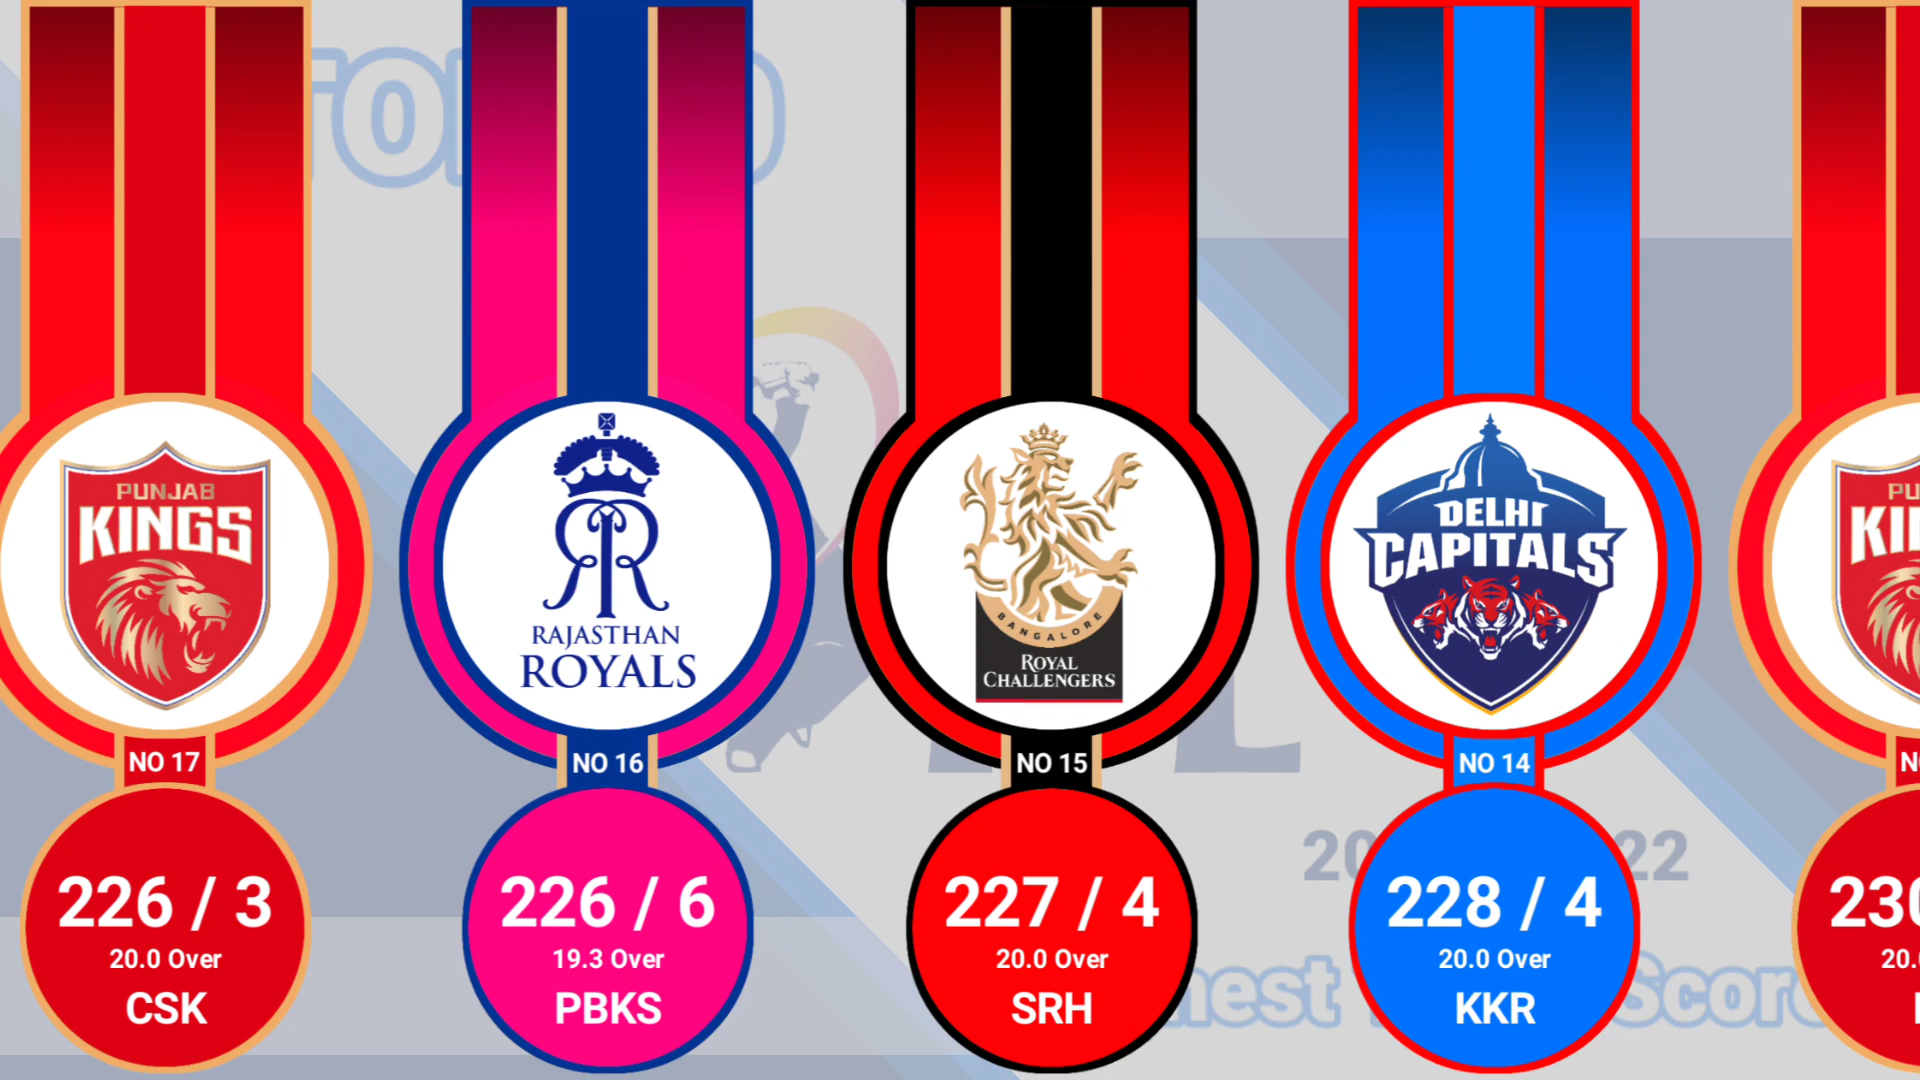 PUNJAB
KINGS
NO 17
226 / 3
20.0 Over
CSK
RAJASTHAN
ROYALS
NO 16
226 / 6
19.3 Over
PBKS
BANGALORE
ROYAL
CHALLENGERS
NO 15
227 / 4
20.0 Over
SRH
DELHI
CAPITALS
NO 14
228 / 4
20.0 Over
KKR
230